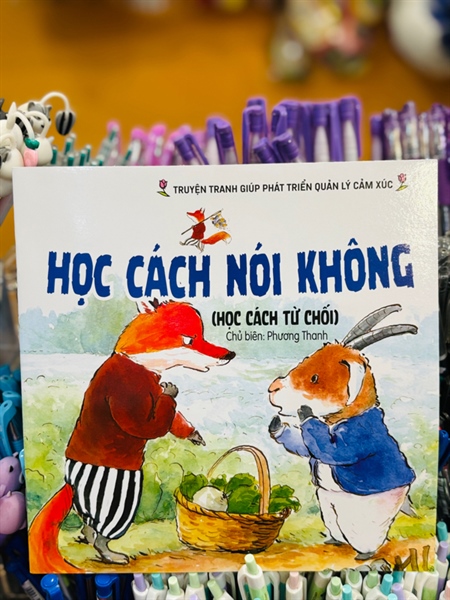 TRUYỆN TRANH GIÚP PHÁT TRIỂN QUẢN LÝ CẢM XÚC
HỌC CÁCH NÓI KHÔNG
(HỌC CÁCH TỪ CHỐI)
Chủ biên: Phương Thanh
ML